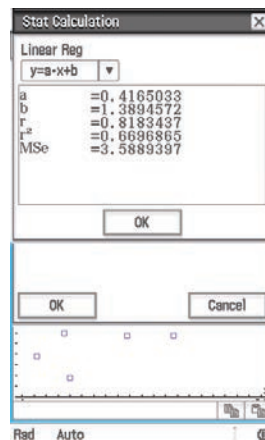 Stat Calculation
Linear Reg
y=a·x+b
a =0.4165033
b =1.3894572
r =0.8183437
r² =0.6696865
MSe =3.5889397
OK
OK Cancel
Rad Auto